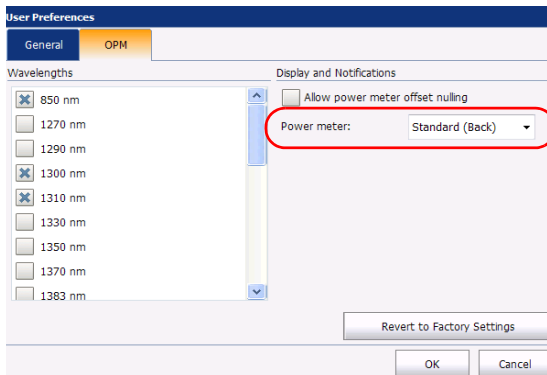 User Preferences
General OPM
Wavelengths
850 nm
1270 nm
1290 nm
1300 nm
1310 nm
1330 nm
1350 nm
1370 nm
1383 nm
Display and Notifications
Allow power meter offset nulling
Power meter: Standard (Back)
Revert to Factory Settings
OK Cancel